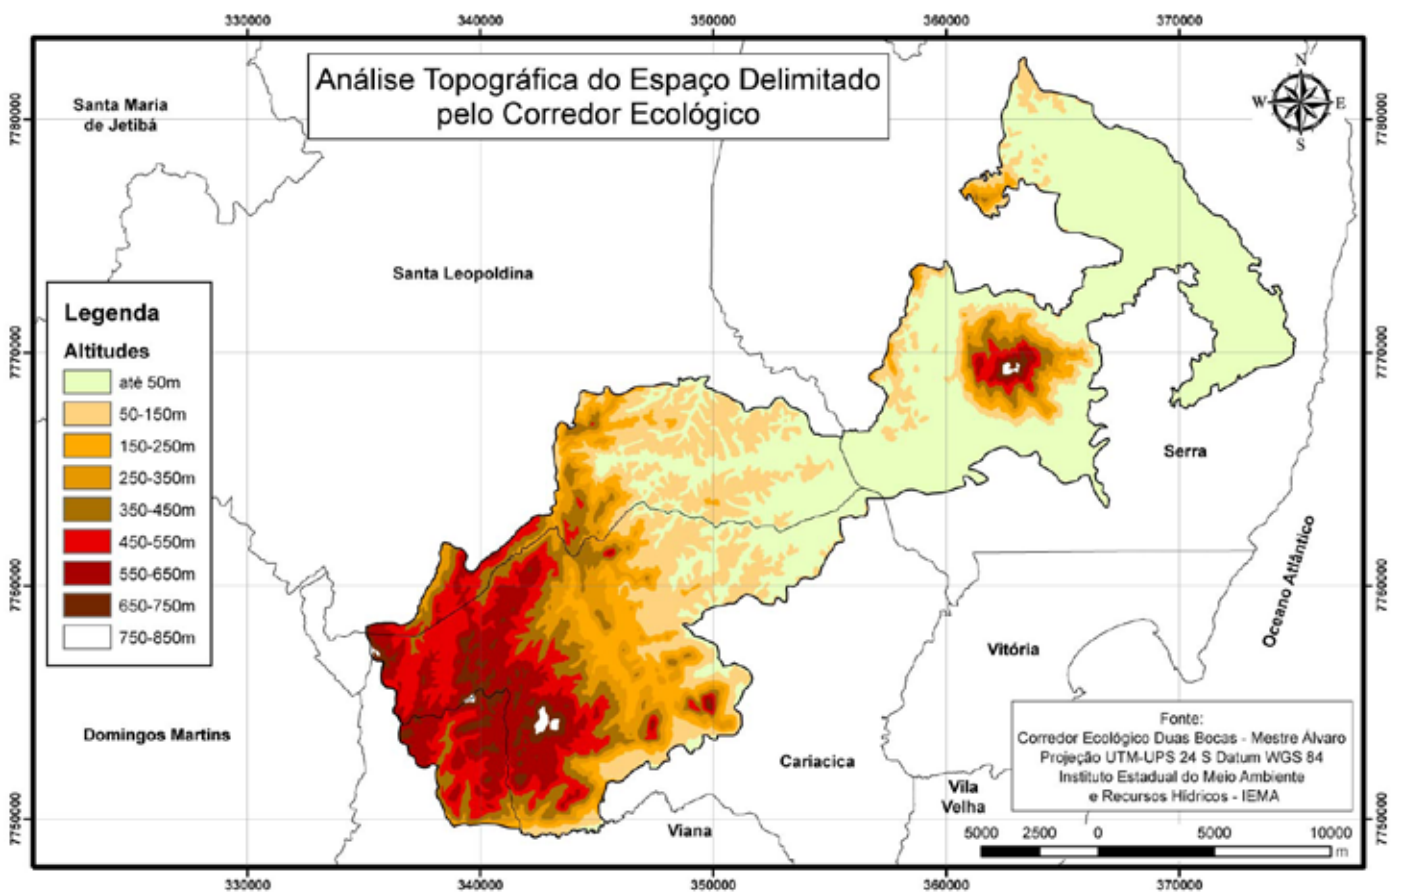 330000
340000
350000
360000
370000
Análise Topográfica do Espaço Delimitado
pelo Corredor Ecológico
N
W
E
S
7780000
7780000
Santa Maria
de Jetibá
Santa Leopoldina
Legenda
Altitudes
até 50m
50-150m
150-250m
250-350m
350-450m
450-550m
550-650m
650-750m
750-850m
7770000
7770000
Serra
Oceano Atlântico
7760000
7760000
Vitória
Domingos Martins
Cariacica
Vila
Velha
Viana
7750000
7750000
Fonte:
Corredor Ecológico Duas Bocas - Mestre Álvaro
Projeção UTM-UPS 24 S Datum WGS 84
Instituto Estadual do Meio Ambiente
e Recursos Hídricos - IEMA
5000 2500 0 5000 10000
m
330000
340000
350000
360000
370000